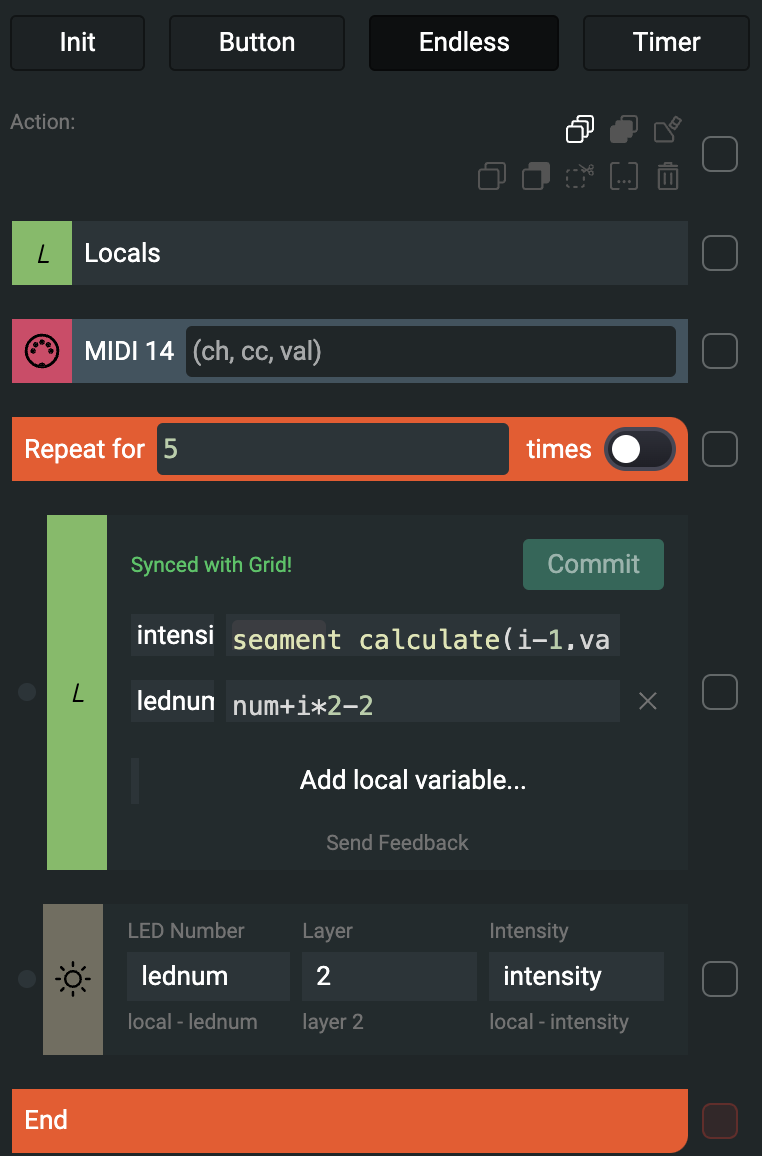 Init Button Endless Timer
Action:
L Locals
MIDI 14 (ch, cc, val)
Repeat for 5 times
Synced with Grid! Commit
intensi segment_calculate(i-1,va
L
lednum num+i*2-2
Add local variable...
Send Feedback
LED Number Layer Intensity
lednum 2 intensity
local - lednum layer 2 local - intensity
End